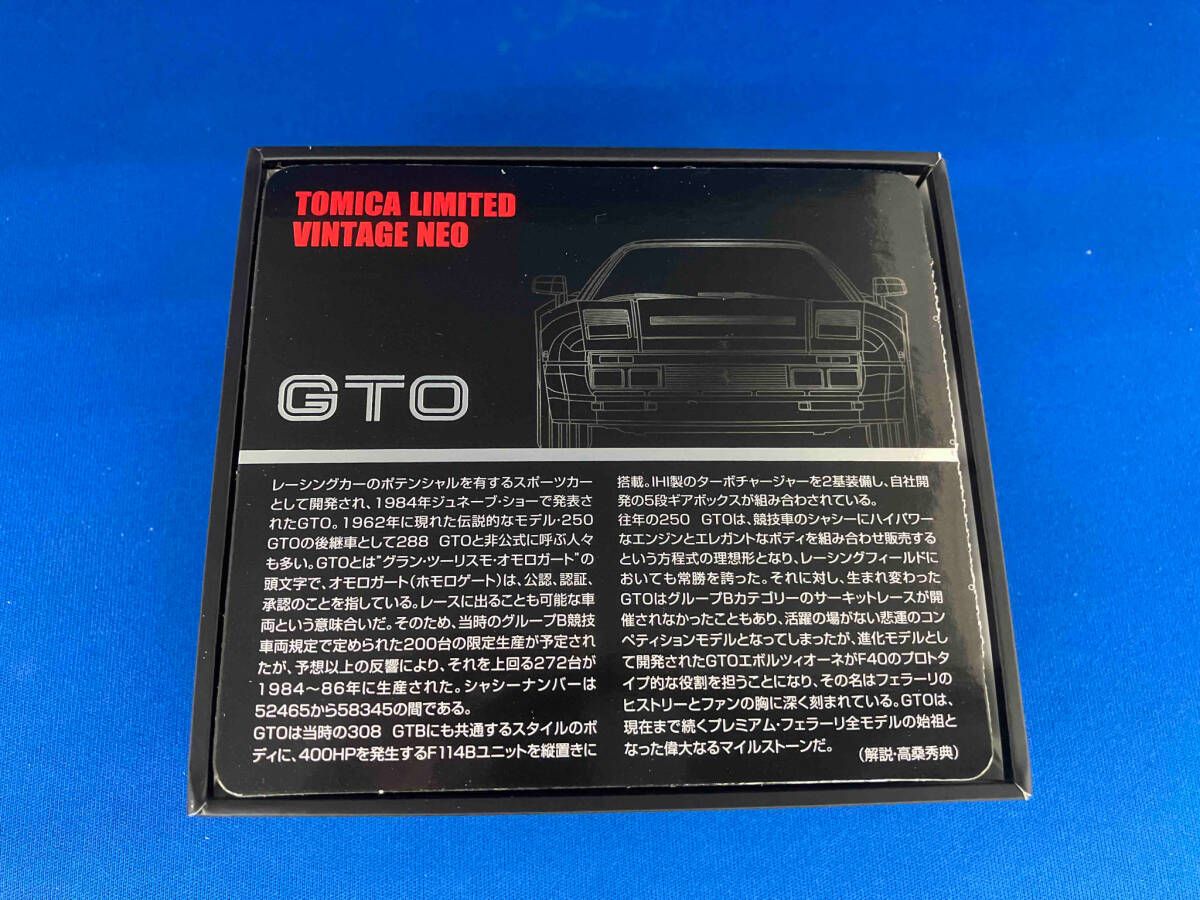 TOMICA LIMITED
VINTAGE NEO
GTO
レーシングカーのポテンシャルを有するスポーツカー
として開発され、1984年ジュネーブ・ショーで発表さ
れたGTO。1962年に現れた伝説的なモデル・250
GTOの後継車として288 GTOと非公式に呼ぶ人々
も多い。GTOとは"グラン・ツーリスモ・オモロガート"の
頭文字で、オモロガート(ホモロゲート)は、公認、認証、
承認のことを指している。レースに出ることも可能な車
両という意味合いだ。そのため、当時のグループB競技
車両規定で定められた200台の限定生産が予定され
たが、予想以上の反響により、それを上回る272台が
1984〜86年に生産された。シャシーナンバーは
52465から58345の間である。
GTOは当時の308 GTBにも共通するスタイルのボ
ディに、400HPを発生するF114Bユニットを縦置きに
搭載。IHI製のターボチャージャーを2基装備し、自社開
発の5段ギアボックスが組み合わされている。
往年の250 GTOは、競技車のシャシーにハイパワー
なエンジンとエレガントなボディを組み合わせ販売する
という方程式の理想形となり、レーシングフィールドに
おいても常勝を誇った。それに対し、生まれ変わった
GTOはグループBカテゴリーのサーキットレースが開
催されなかったこともあり、活躍の場がない悲運のコン
ペティションモデルとなってしまったが、進化モデルとし
て開発されたGTOエボルツィオーネがF40のプロトタ
イプ的な役割を担うことになり、その名はフェラーリの
ヒストリーとファンの胸に深く刻まれている。GTOは、
現在まで続くプレミアム・フェラーリ全モデルの始祖と
なった偉大なるマイルストーンだ。 (解説・高桑秀典)